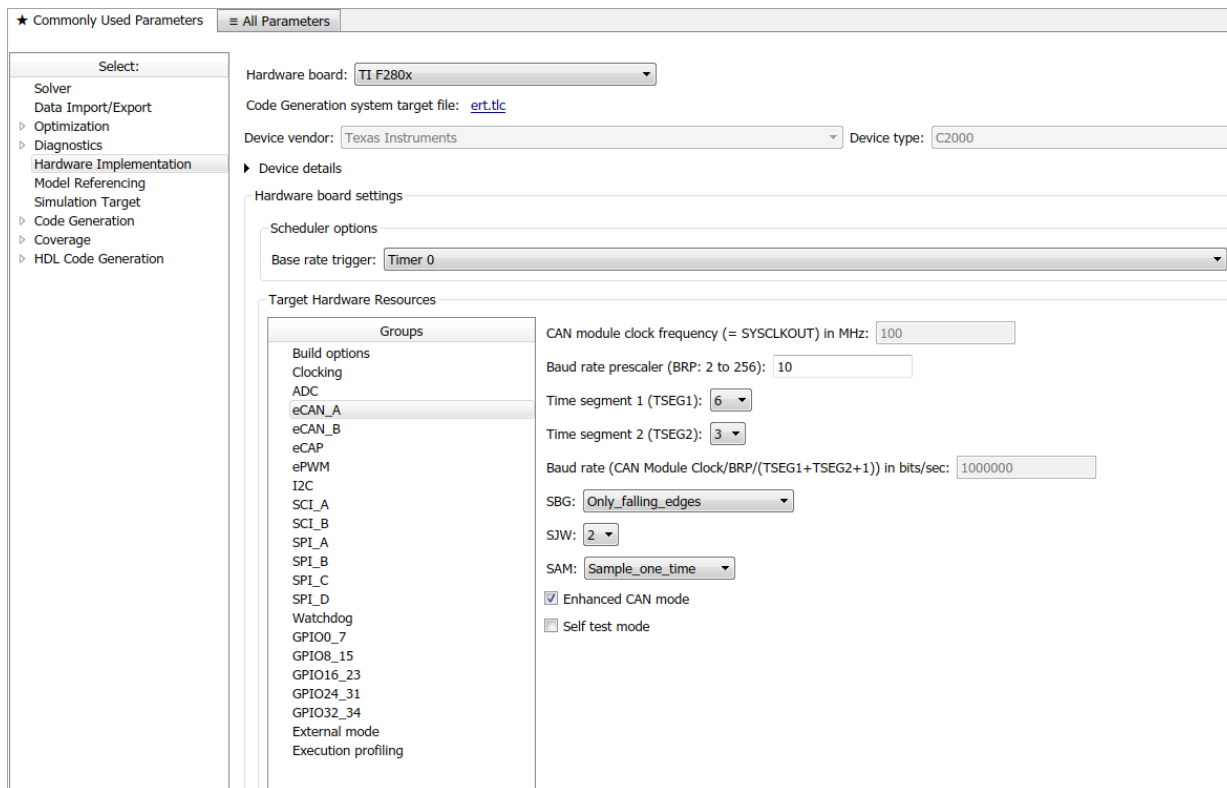 ★ Commonly Used Parameters
≡ All Parameters
Select:
Solver
Data Import/Export
Optimization
Diagnostics
Hardware Implementation
Model Referencing
Simulation Target
Code Generation
Coverage
HDL Code Generation
Hardware board: TI F280x
Code Generation system target file: ert.tlc
Device vendor: Texas Instruments Device type: C2000
Device details
Hardware board settings
Scheduler options
Base rate trigger: Timer 0
Target Hardware Resources
Groups
Build options
Clocking
ADC
eCAN_A
eCAN_B
eCAP
ePWM
I2C
SCI_A
SCI_B
SPI_A
SPI_B
SPI_C
SPI_D
Watchdog
GPIO0_7
GPIO8_15
GPIO16_23
GPIO24_31
GPIO32_34
External mode
Execution profiling
CAN module clock frequency (= SYSCLKOUT) in MHz: 100
Baud rate prescaler (BRP: 2 to 256): 10
Time segment 1 (TSEG1): 6
Time segment 2 (TSEG2): 3
Baud rate (CAN Module Clock/BRP/(TSEG1+TSEG2+1)) in bits/sec: 1000000
SBG: Only_falling_edges
SJW: 2
SAM: Sample_one_time
Enhanced CAN mode
Self test mode